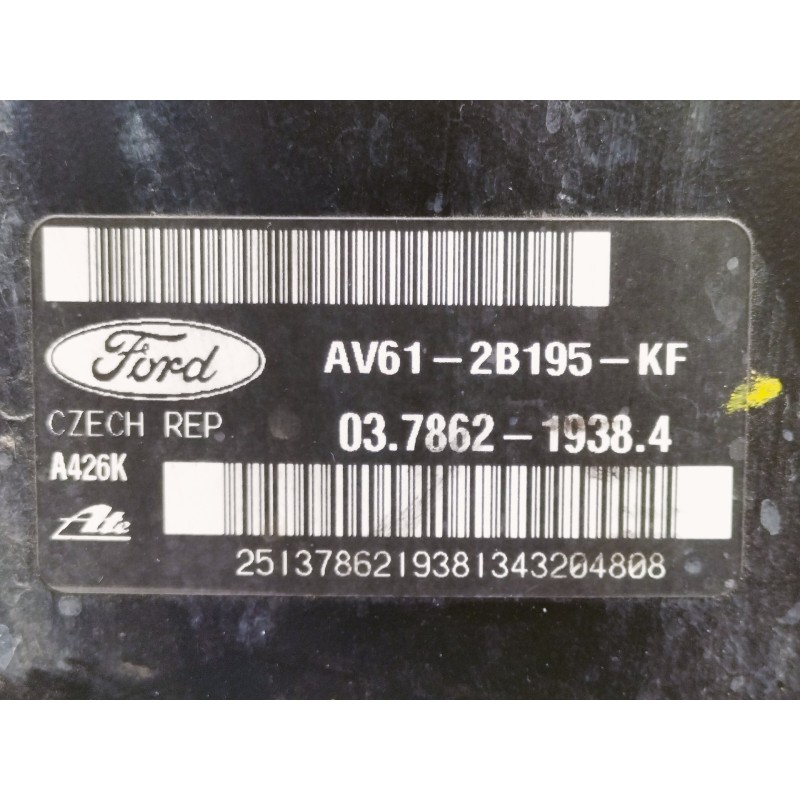 Ford
AV61-2B195-KF
CZECH REP
03.7862-1938.4
A426K
Ate
2513786219381343204808